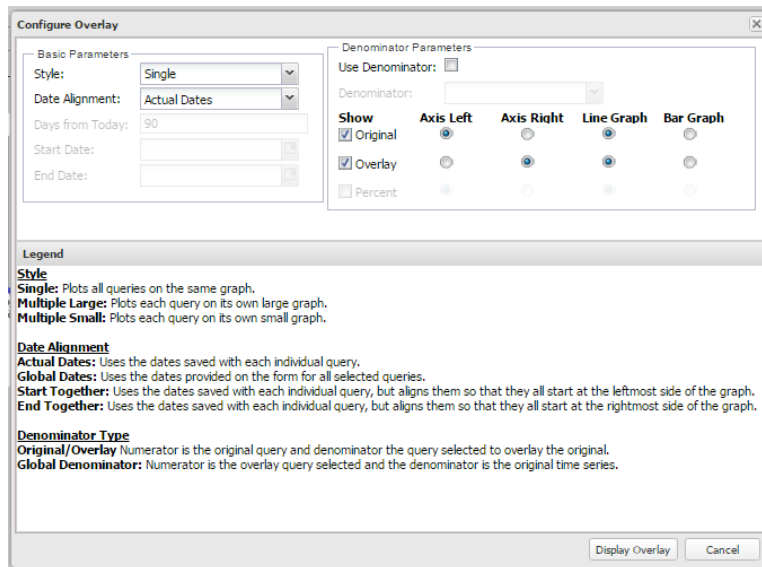 Configure Overlay
Basic Parameters
Style: Single
Date Alignment: Actual Dates
Days from Today: 90
Start Date:
End Date:
Denominator Parameters
Use Denominator:
Denominator:
Show Axis Left Axis Right Line Graph Bar Graph
Original
Overlay
Percent
Legend
Style
Single: Plots all queries on the same graph.
Multiple Large: Plots each query on its own large graph.
Multiple Small: Plots each query on its own small graph.
Date Alignment
Actual Dates: Uses the dates saved with each individual query.
Global Dates: Uses the dates provided on the form for all selected queries.
Start Together: Uses the dates saved with each individual query, but aligns them so that they all start at the leftmost side of the graph.
End Together: Uses the dates saved with each individual query, but aligns them so that they all start at the rightmost side of the graph.
Denominator Type
Original/Overlay Numerator is the original query and denominator the query selected to overlay the original.
Global Denominator: Numerator is the overlay query selected and the denominator is the original time series.
Display Overlay Cancel